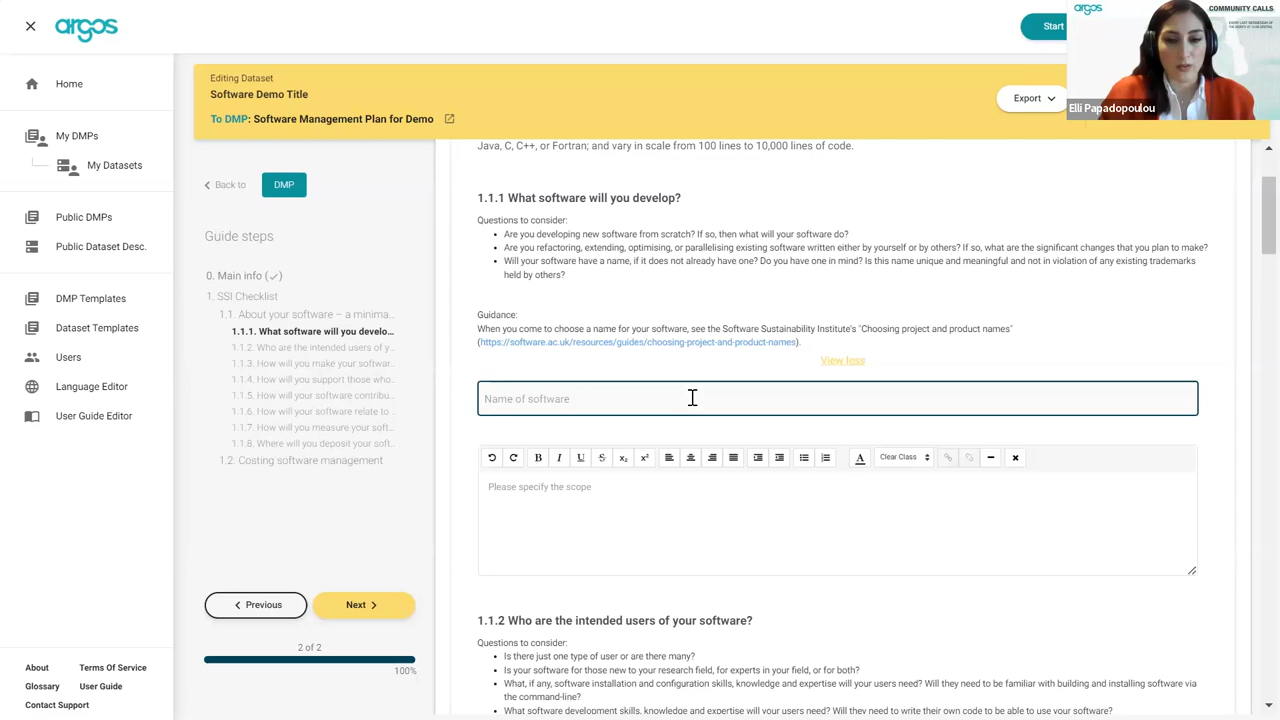 argos
Start
argos
COMMUNITY CALLS
Elli Papadopoulou
Home
My DMPs
My Datasets
Public DMPs
Public Dataset Desc.
DMP Templates
Dataset Templates
Users
Language Editor
User Guide Editor
About
Terms Of Service
Glossary
User Guide
Contact Support
Editing Dataset
Software Demo Title
To DMP: Software Management Plan for Demo
Export
Back to
DMP
Guide steps
0. Main info (✓)
1. SSI Checklist
1.1. About your software – a minima...
1.1.1. What software will you develo...
1.1.2. Who are the intended users of y...
1.1.3. How will you make your softwar...
1.1.4. How will you support those who...
1.1.5. How will your software contribu...
1.1.6. How will your software relate to ...
1.1.7. How will you measure your soft...
1.1.8. Where will you deposit your soft...
1.2. Costing software management
Previous
Next
2 of 2
100%
Java, C, C++, or Fortran; and vary in scale from 100 lines to 10,000 lines of code.
1.1.1 What software will you develop?
Questions to consider:
Are you developing new software from scratch? If so, then what will your software do?
Are you refactoring, extending, optimising, or parallelising existing software written either by yourself or by others? If so, what are the significant changes that you plan to make?
Will your software have a name, if it does not already have one? Do you have one in mind? Is this name unique and meaningful and not in violation of any existing trademarks
held by others?
Guidance:
When you come to choose a name for your software, see the Software Sustainability Institute's "Choosing project and product names"
(https://software.ac.uk/resources/guides/choosing-project-and-product-names).
View less
Name of software
B I U S x₂ x² A Clear Class
Please specify the scope
1.1.2 Who are the intended users of your software?
Questions to consider:
Is there just one type of user or are there many?
Is your software for those new to your research field, for experts in your field, or for both?
What, if any, software installation and configuration skills, knowledge and expertise will your users need? Will they need to be familiar with building and installing software via
the command-line?
What software development skills, knowledge and expertise will your users need? Will they need to write their own code to be able to use your software?